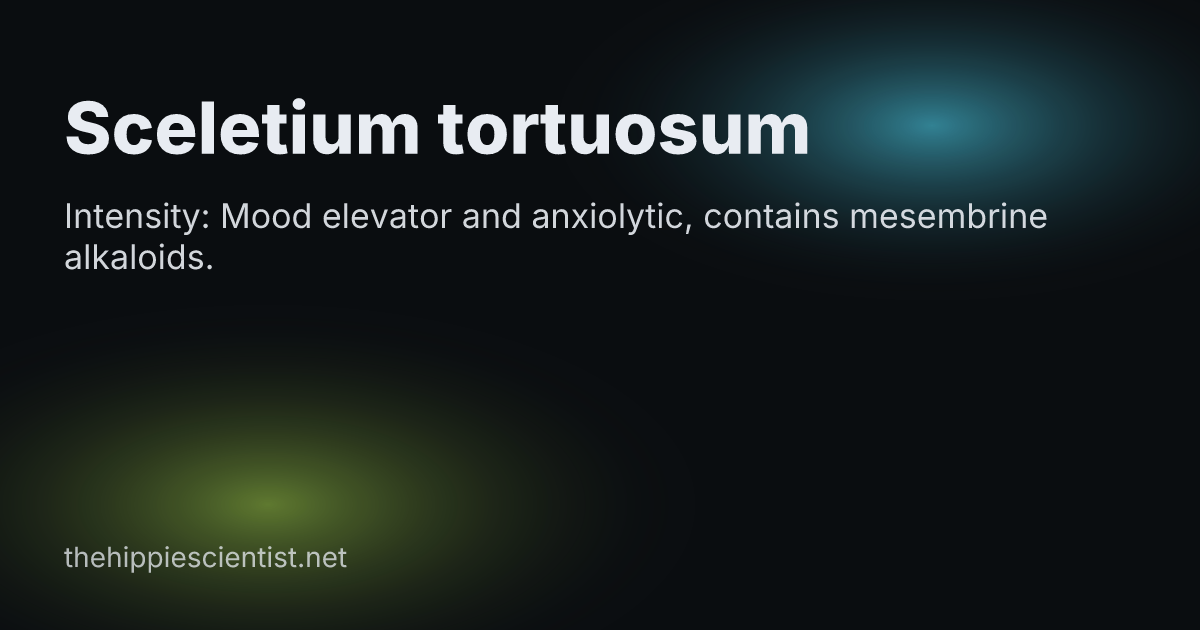 Sceletium tortuosum
Intensity: Mood elevator and anxiolytic, contains mesembrine
alkaloids.
thehippiescientist.net